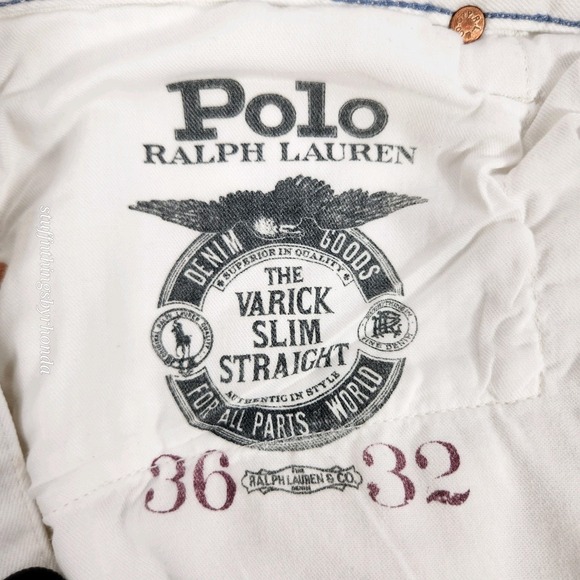 Polo
RALPH LAUREN
DENIM GOODS
SUPERIOR IN QUALITY
THE
VARICK
SLIM
STRAIGHT
AUTHENTIC IN STYLE
FOR ALL PARTS WORLD
36 RALPH LAUREN & CO. 32